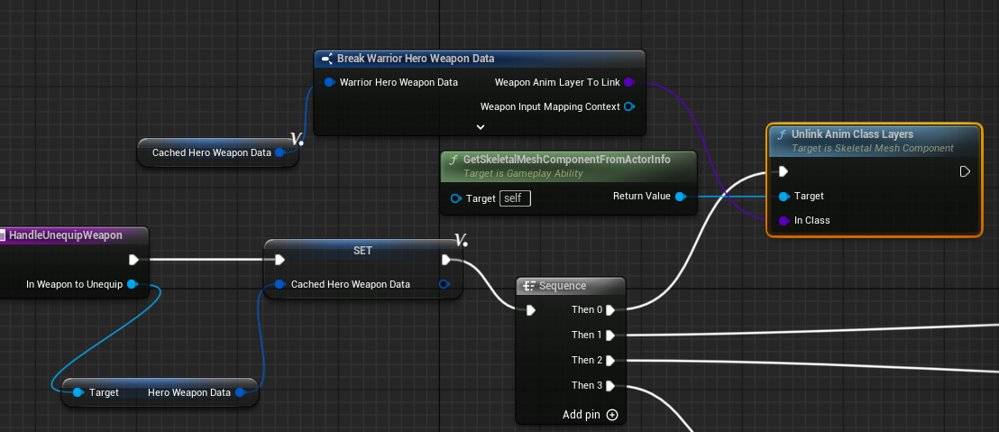 Break Warrior Hero Weapon Data
Warrior Hero Weapon Data
Weapon Anim Layer To Link
Weapon Input Mapping Context
Cached Hero Weapon Data
V.
GetSkeletalMeshComponentFromActorInfo
Target is Gameplay Ability
Target
self
Return Value
Unlink Anim Class Layers
Target is Skeletal Mesh Component
Target
In Class
HandleUnequipWeapon
In Weapon to Unequip
V.
SET
Cached Hero Weapon Data
Sequence
Then 0
Then 1
Then 2
Then 3
Add pin
Target
Hero Weapon Data